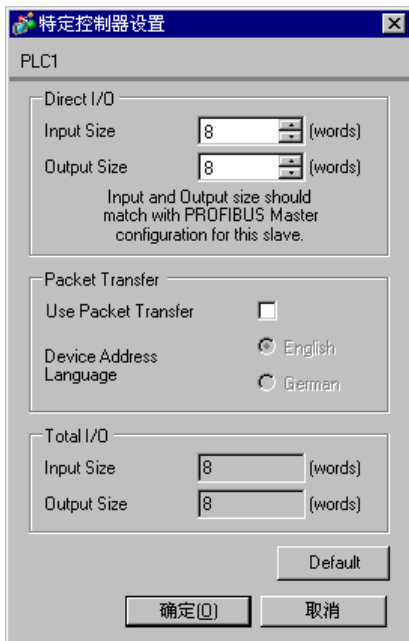 特定控制器设置
PLC1
Direct I/O
Input Size 8 (words)
Output Size 8 (words)
Input and Output size should
match with PROFIBUS Master
configuration for this slave.
Packet Transfer
Use Packet Transfer
Device Address
Language
English
German
Total I/O
Input Size 8 (words)
Output Size 8 (words)
Default
确定(O) 取消